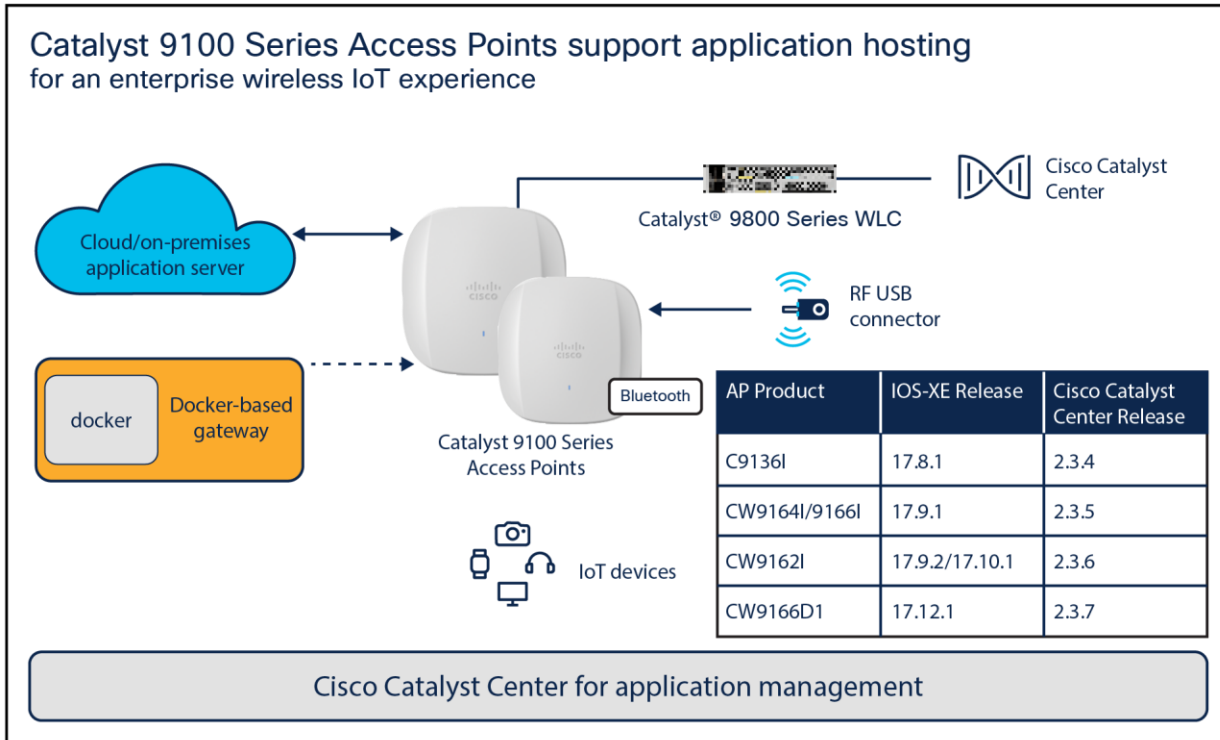 Catalyst 9100 Series Access Points support application hosting
for an enterprise wireless IoT experience
Cloud/on-premises
application server
docker
Docker-based
gateway
CISCO
CISCO
Bluetooth
Catalyst 9100 Series
Access Points
Catalyst® 9800 Series WLC
Cisco Catalyst
Center
RF USB
connector
IoT devices
AP Product IOS-XE Release Cisco Catalyst
Center Release
C9136I 17.8.1 2.3.4
CW9164I/9166I 17.9.1 2.3.5
CW9162I 17.9.2/17.10.1 2.3.6
CW9166D1 17.12.1 2.3.7
Cisco Catalyst Center for application management